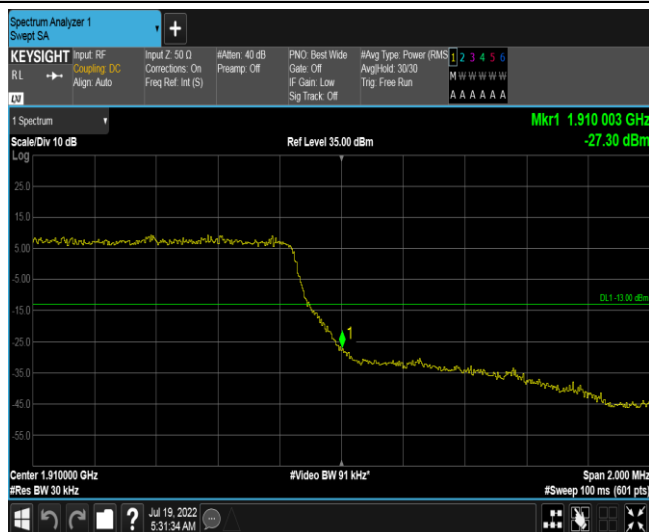 Spectrum Analyzer 1
Swept SA
KEYSIGHT
RL
LXI
Input: RF
Coupling: DC
Align: Auto
Input Z: 50 Ω
Corrections: On
Freq Ref: Int (S)
#Atten: 40 dB
Preamp: Off
PNO: Best Wide
Gate: Off
IF Gain: Low
Sig Track: Off
#Avg Type: Power (RMS
Avg|Hold: 30/30
Trig: Free Run
1 2 3 4 5 6
M W W W W W
A A A A A A
1 Spectrum
Scale/Div 10 dB
Ref Level 35.00 dBm
Mkr1 1.910 003 GHz
-27.30 dBm
Log
25.0
15.0
5.00
-5.00
DL1 -13.00 dBm
-15.0
1
-25.0
-35.0
-45.0
-55.0
Center 1.910000 GHz
#Res BW 30 kHz
#Video BW 91 kHz*
Span 2.000 MHz
#Sweep 100 ms (601 pts)
?
Jul 19, 2022
5:31:34 AM